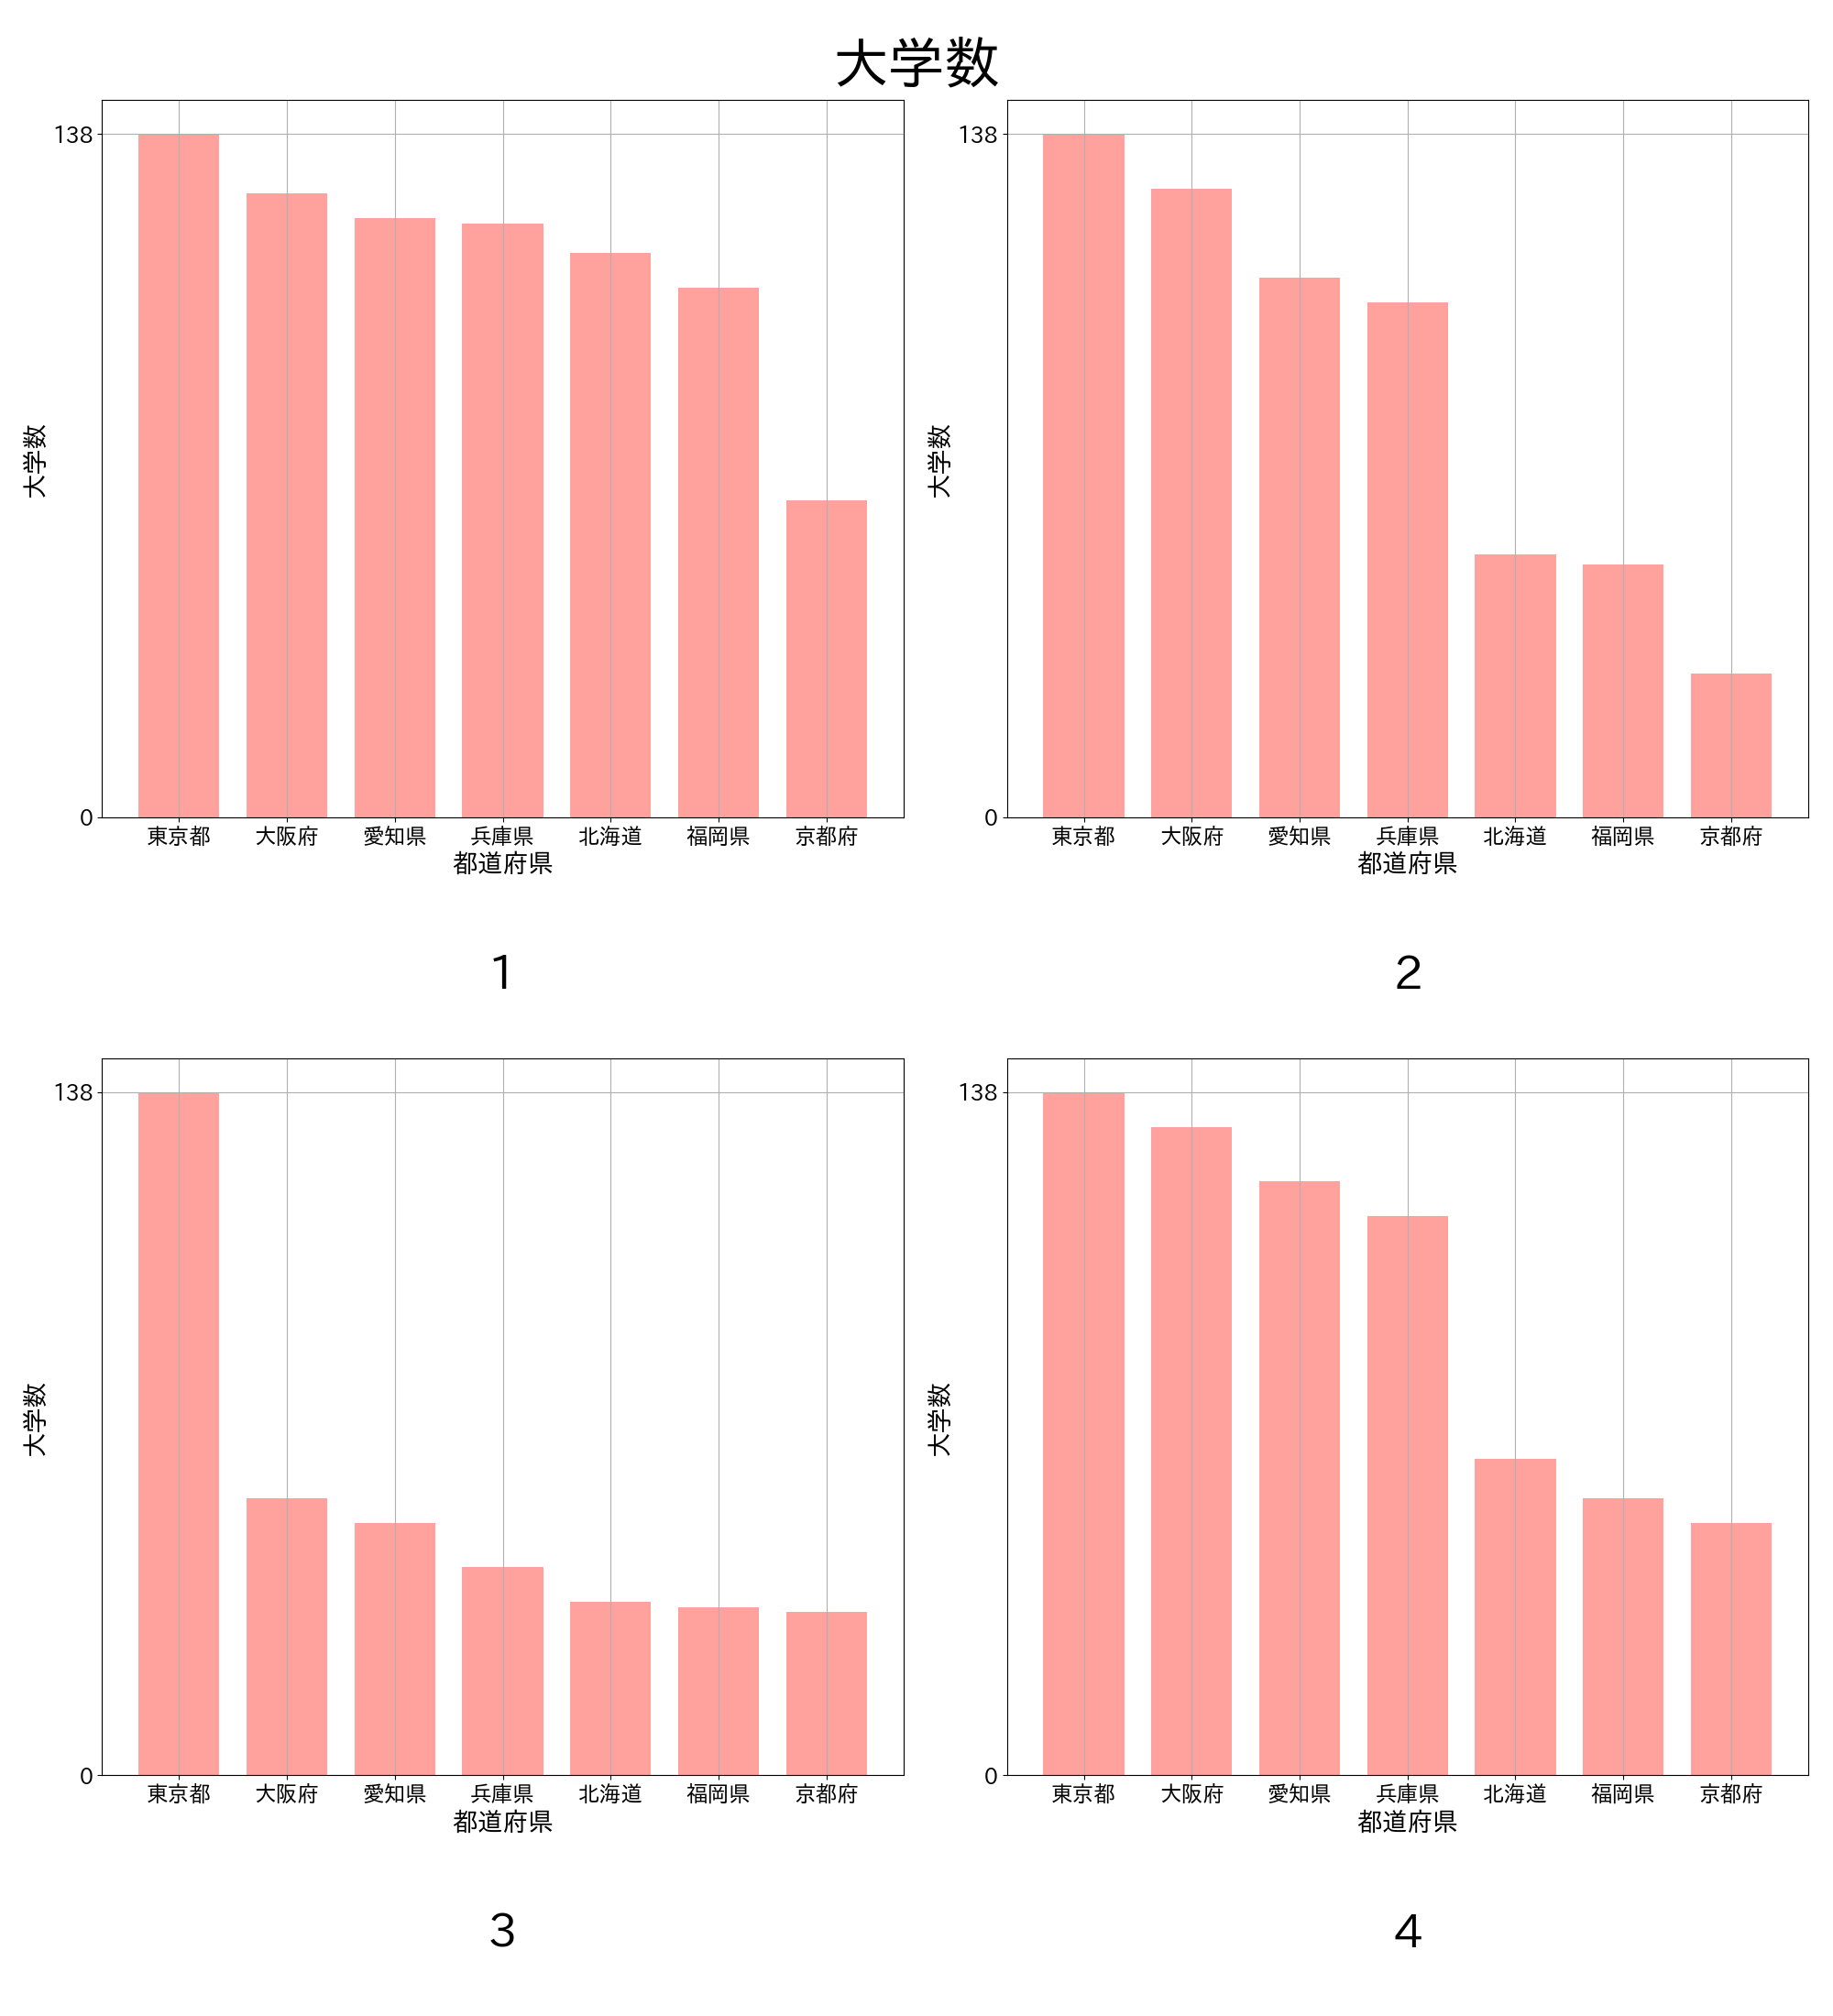 大学数
138
0
大学数
東京都 大阪府 愛知県 兵庫県 北海道 福岡県 京都府
都道府県
1
138
0
大学数
東京都 大阪府 愛知県 兵庫県 北海道 福岡県 京都府
都道府県
2
138
0
大学数
東京都 大阪府 愛知県 兵庫県 北海道 福岡県 京都府
都道府県
3
138
0
大学数
東京都 大阪府 愛知県 兵庫県 北海道 福岡県 京都府
都道府県
4